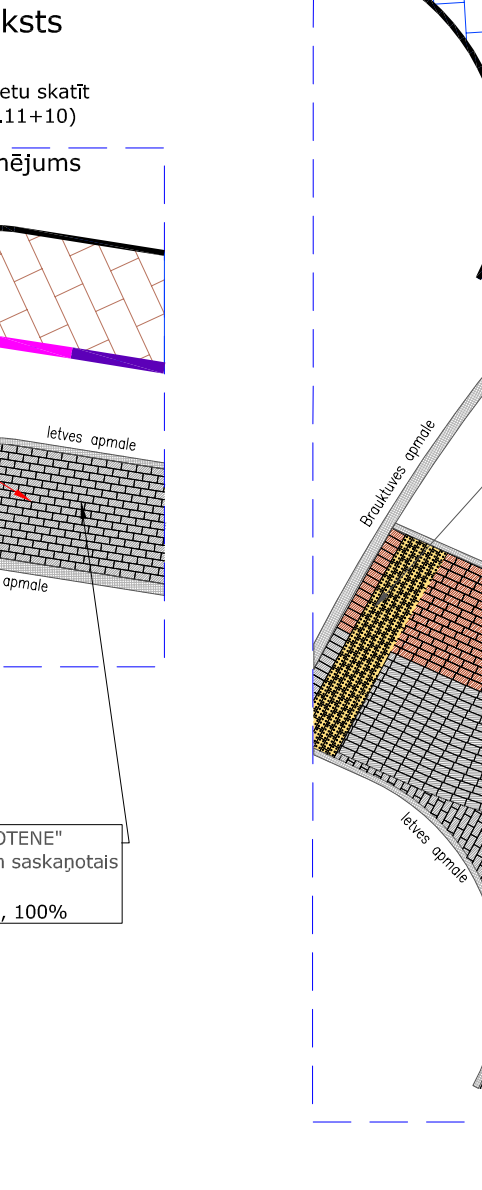 ksts
etu skatīt
.11+10)
nējums
Ietves apmale
apmale
Brauktuves apmale
Ietves apmale
OTENE"
n saskaņotais
, 100%